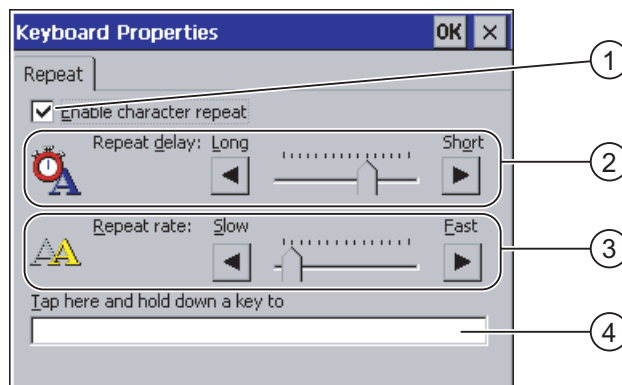 Keyboard Properties OK ×
Repeat
1
Enable character repeat
Repeat delay: Long Short
2
Repeat rate: Slow Fast
3
Tap here and hold down a key to
4